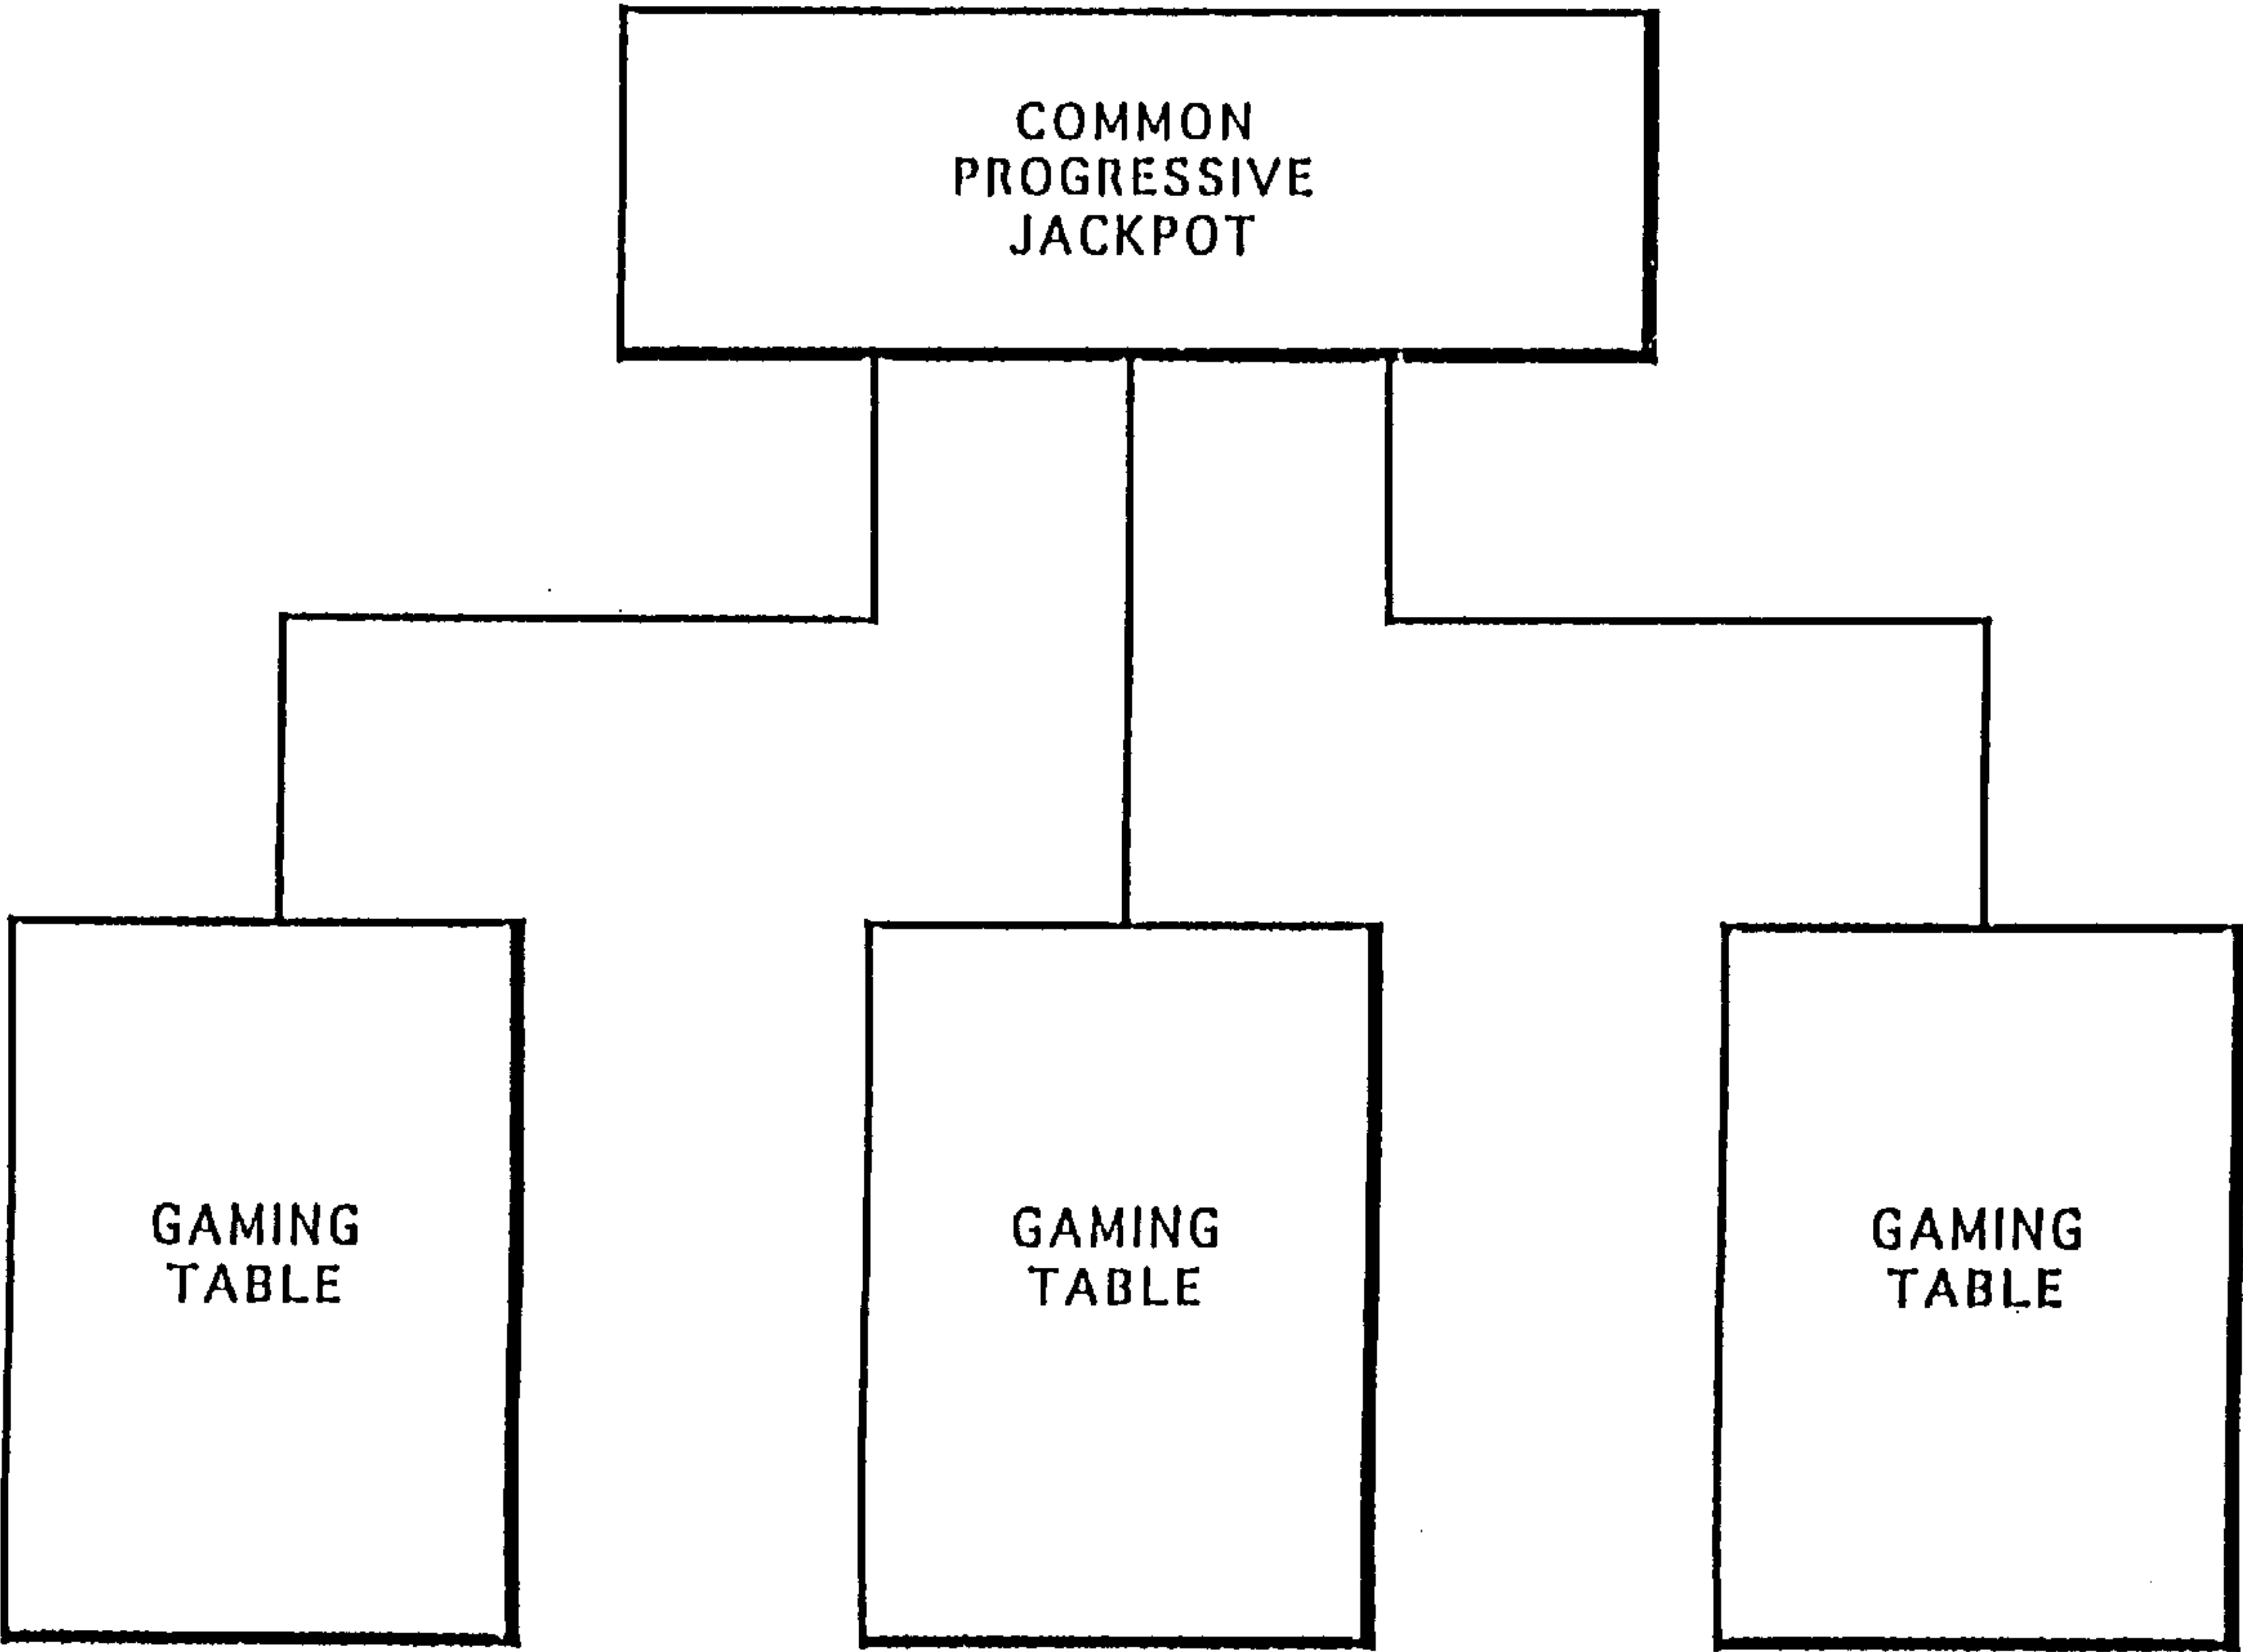 COMMON
PROGRESSIVE
JACKPOT
GAMING
TABLE
GAMING
TABLE
GAMING
TABLE